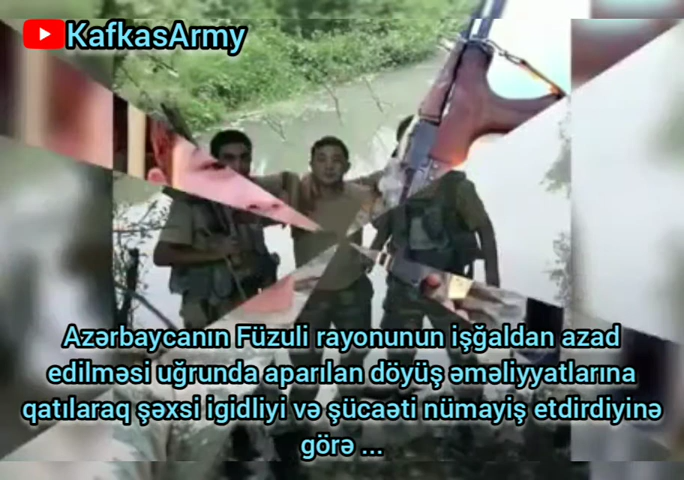 KafkasArmy
Azərbaycanın Füzuli rayonunun işğaldan azad
edilməsi uğrunda aparılan döyüş əməliyyatlarına
qatılaraq şəxsi igidliyi və şücaəti nümayiş etdirdiyinə
görə ...